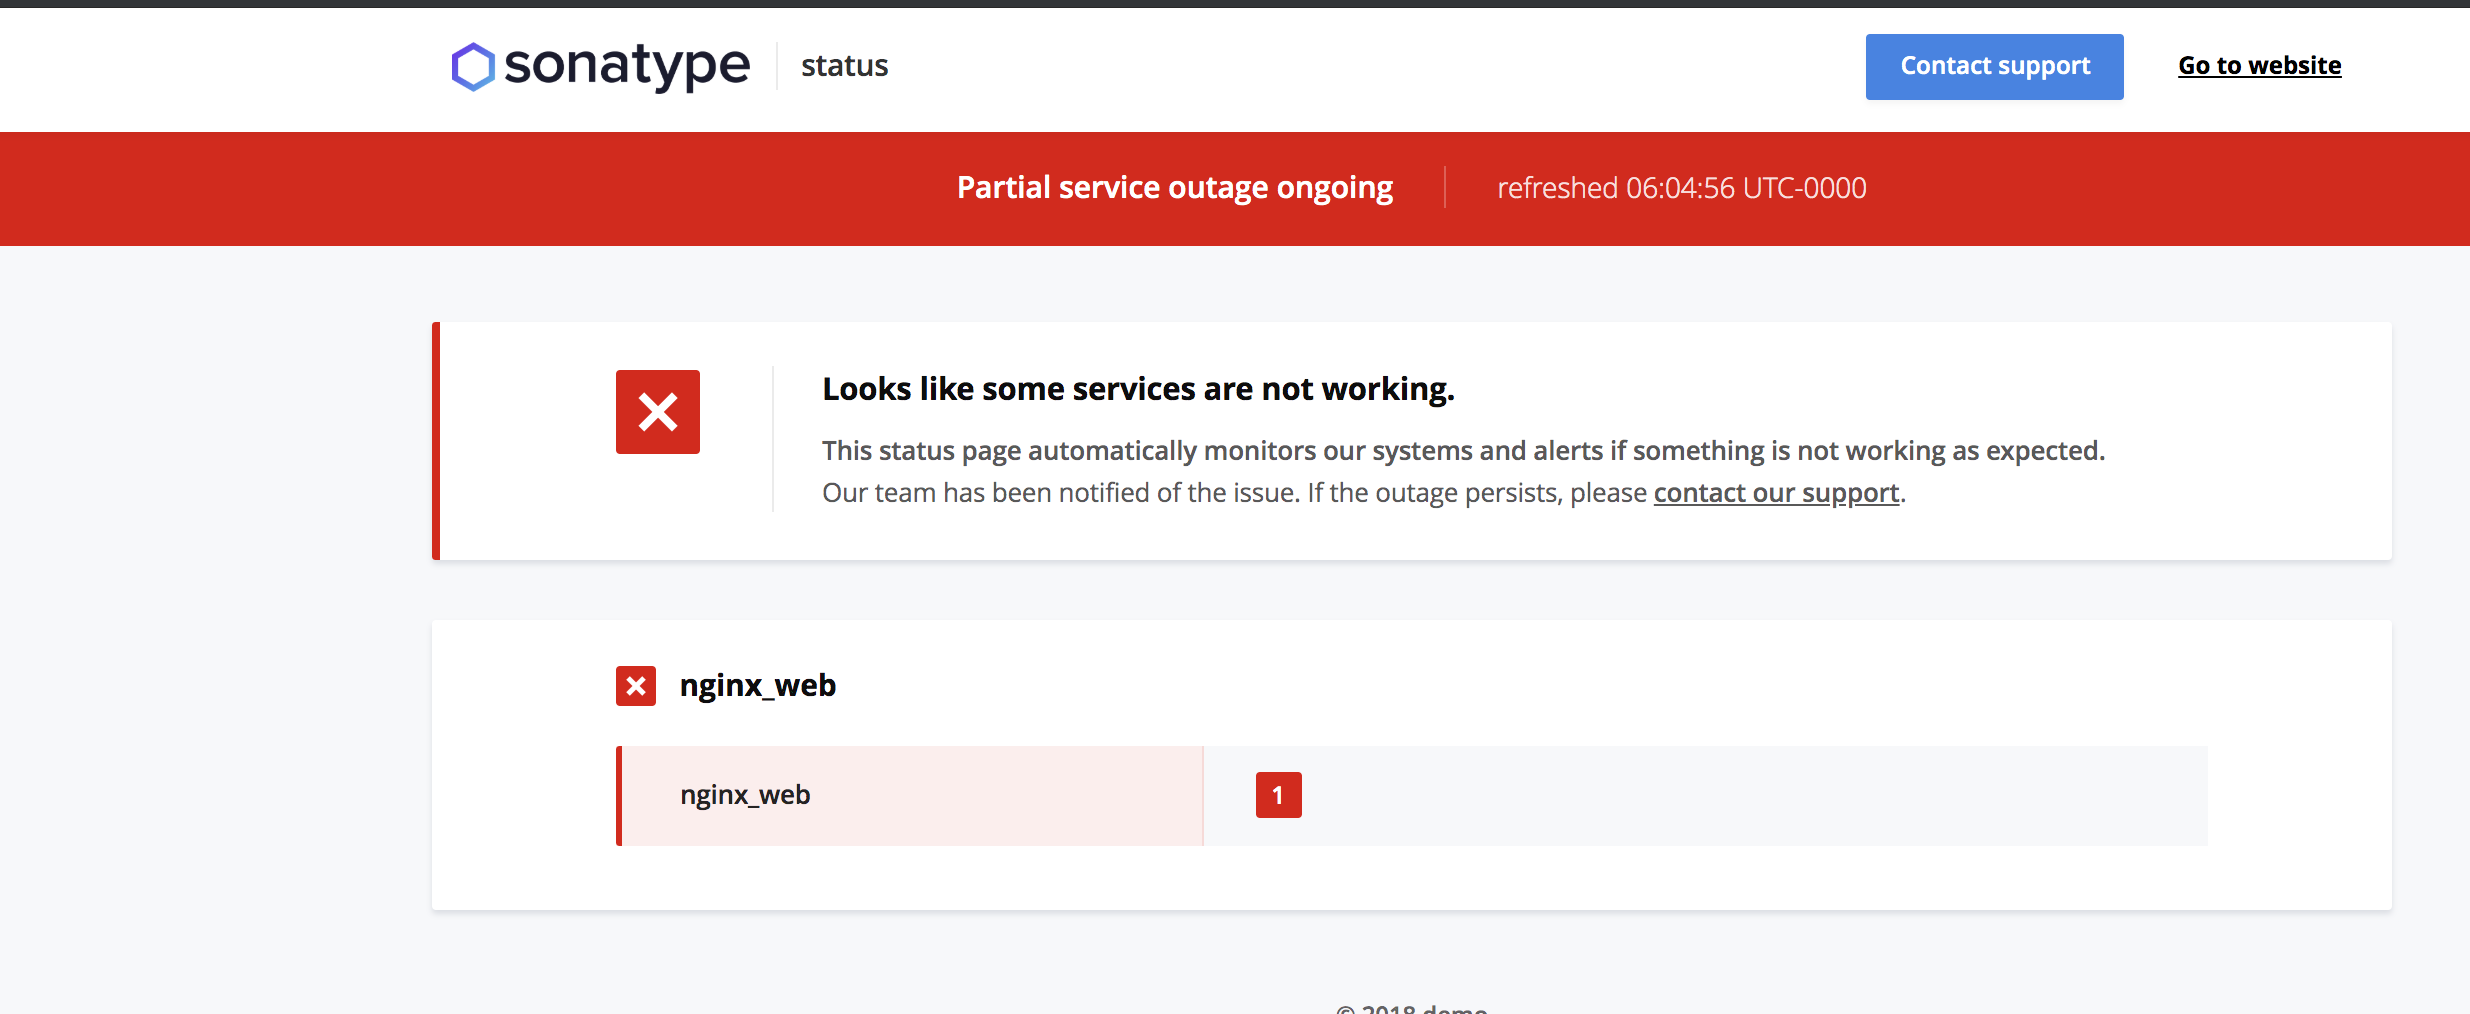 sonatype
status
Contact support
Go to website
Partial service outage ongoing
refreshed 06:04:56 UTC-0000
Looks like some services are not working.
This status page automatically monitors our systems and alerts if something is not working as expected.
Our team has been notified of the issue. If the outage persists, please contact our support.
nginx_web
nginx_web
1
© 2018 demo